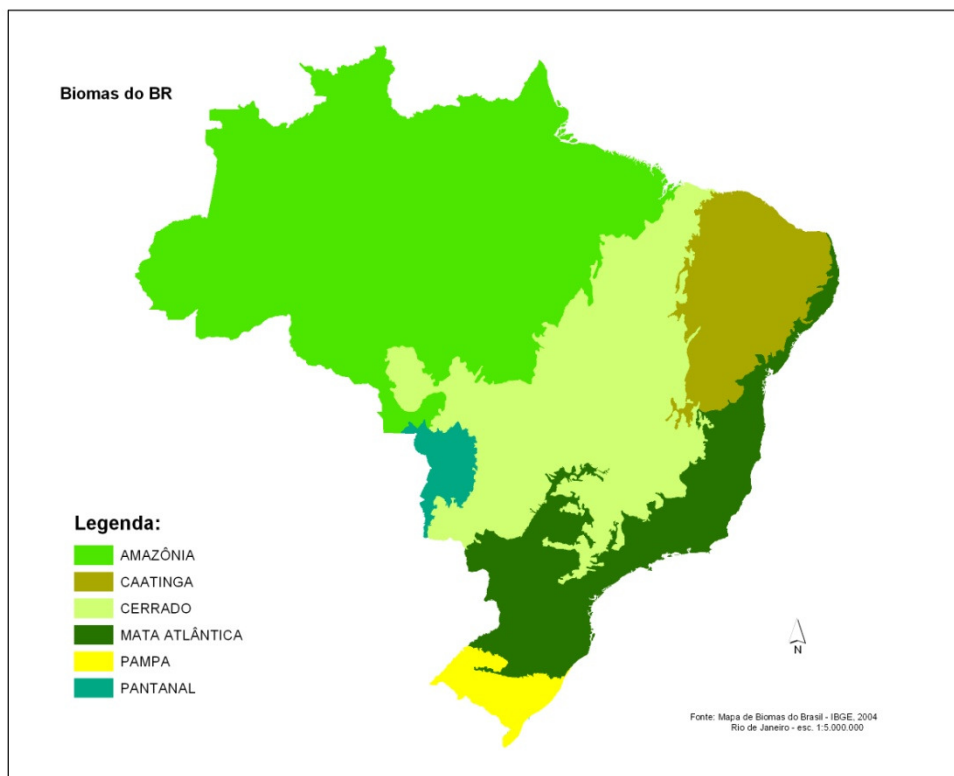 Biomas do BR
Legenda:
AMAZÔNIA
CAATINGA
CERRADO
MATA ATLÂNTICA
PAMPA
PANTANAL
N
Fonte: Mapa de Biomas do Brasil - IBGE, 2004
Rio de Janeiro - esc. 1:5.000.000